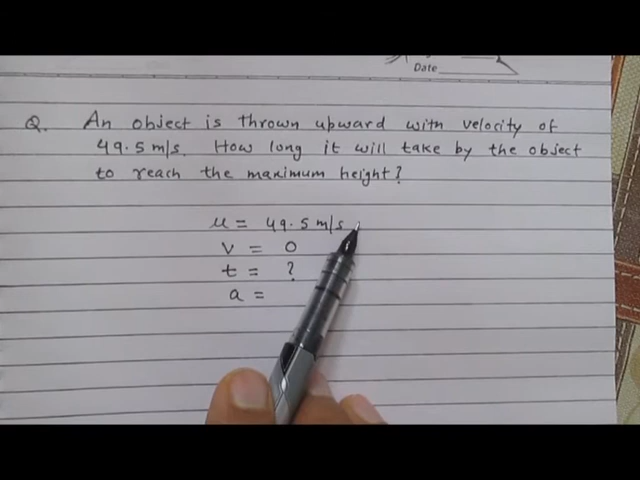 Date
Q. An object is thrown upward with velocity of
49.5 m/s. How long it will take by the object
to reach the maximum height?
u = 49.5 m/s
v = 0
t = ?
a =